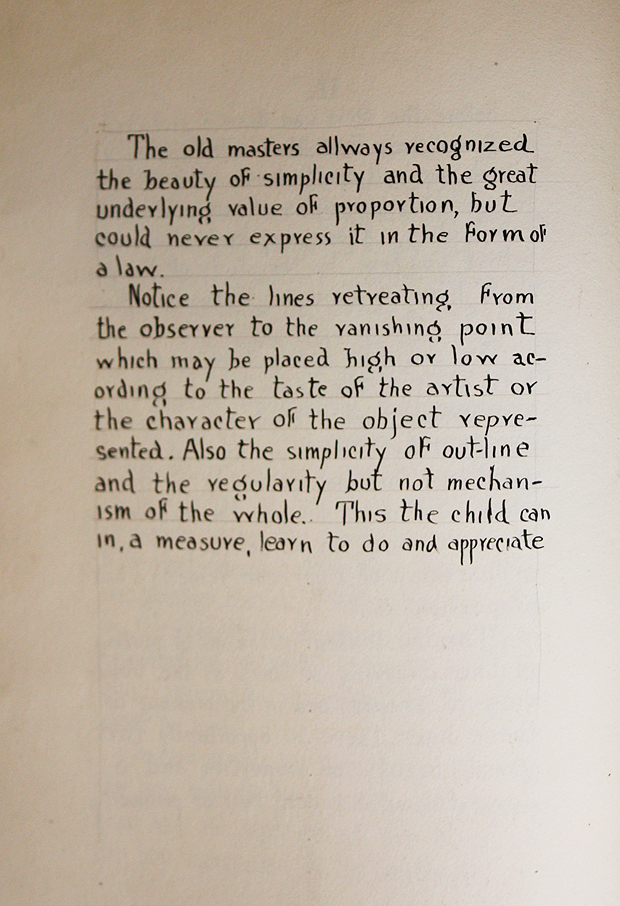 The old masters allways recognized
the beauty of simplicity and the great
underlying value of proportion, but
could never express it in the form of
a law.
Notice the lines retreating from
the observer to the vanishing point
which may be placed high or low ac-
ording to the taste of the artist or
the character of the object repre-
sented. Also the simplicity of out-line
and the regularity but not mechan-
ism of the whole. This the child can
in, a measure, learn to do and appreciate